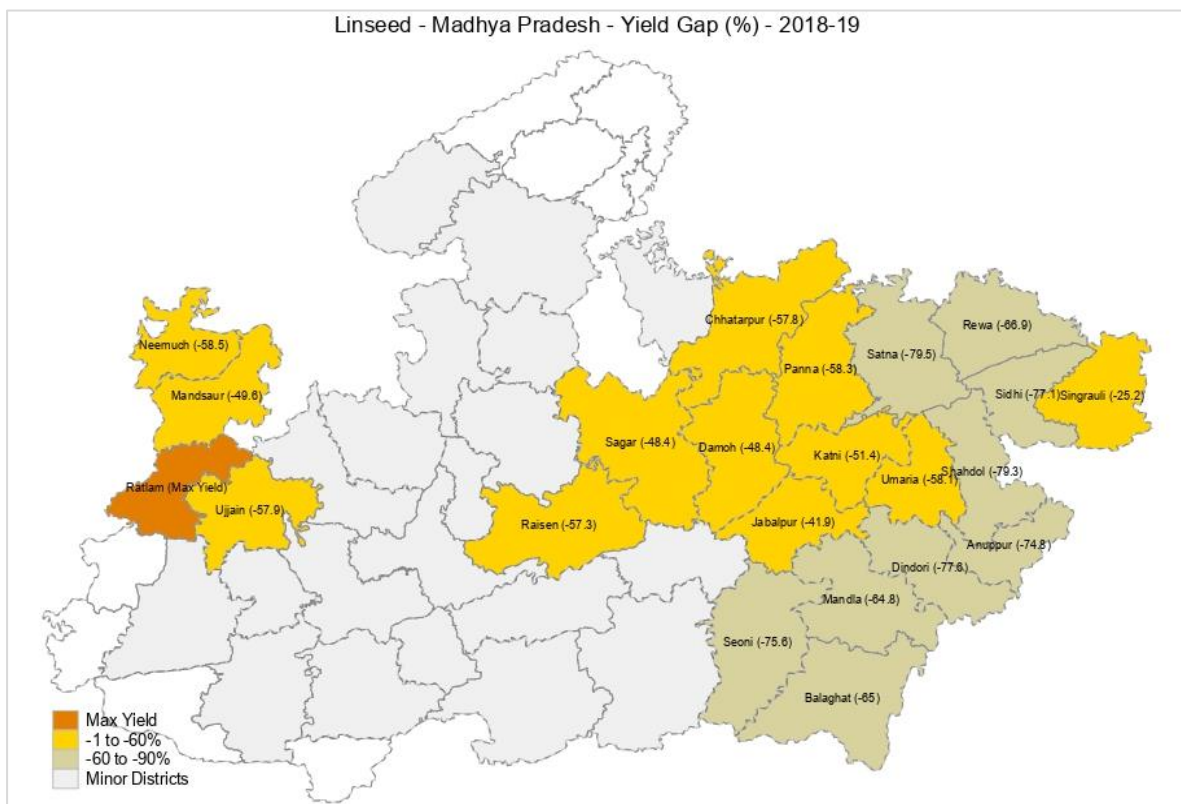 Linseed - Madhya Pradesh - Yield Gap (%) - 2018-19
Chhatarpur (-57.8)
Rewa (-66.9)
Neemuch (-58.5)
Satna (-79.5)
Panna (-58.3)
Mandsaur (-49.6)
Sidhi (-77.1)
Singrauli (-25.2)
Sagar (-48.4)
Damoh (-48.4)
Katni (-51.4)
Shahdol (-79.3)
Umaria (-58.1)
Ratlam (Max Yield)
Ujjain (-57.9)
Raisen (-57.3)
Jabalpur (-41.9)
Anuppur (-74.8)
Dindori (-77.6)
Mandla (-64.8)
Seoni (-75.6)
Balaghat (-65)
Max Yield
-1 to -60%
-60 to -90%
Minor Districts